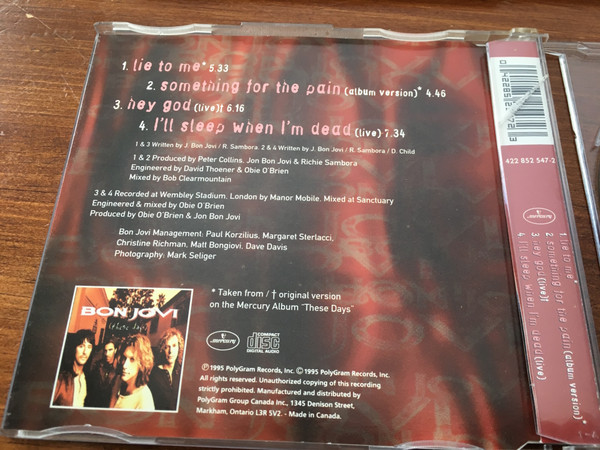 1. lie to me* 5.33
2. something for the pain (album version)* 4.46
3. hey god (live)† 6.16
4. I'll sleep when I'm dead (live) 7.34
1 & 3 Written by J. Bon Jovi / R. Sambora. 2 & 4 Written by J. Bon Jovi / R. Sambora / D. Child
1 & 2 Produced by Peter Collins, Jon Bon Jovi & Richie Sambora
Engineered by David Thoener & Obie O'Brien
Mixed by Bob Clearmountain
3 & 4 Recorded at Wembley Stadium, London by Manor Mobile. Mixed at Sanctuary
Engineered & mixed by Obie O'Brien
Produced by Obie O'Brien & Jon Bon Jovi
Bon Jovi Management. Paul Korzilius, Margaret Sterlacci,
Christine Richman, Matt Bongiovi, Dave Davis
Photography: Mark Seliger
* Taken from / † original version
on the Mercury Album "These Days"
BON JOVI
these days
mercury
COMPACT
disc
DIGITAL AUDIO
℗ 1995 PolyGram Records, Inc. © 1995 PolyGram Records, Inc.
All rights reserved. Unauthorized copying of this recording
strictly prohibited. Manufactured and distributed by
PolyGram Group Canada Inc., 1345 Denison Street,
Markham, Ontario L3R 5V2. - Made in Canada.
422 852 547-2
mercury
1. lie to me*
2. something for the pain (album version)*
3. hey god (live)†
4. I'll sleep when I'm dead (live)